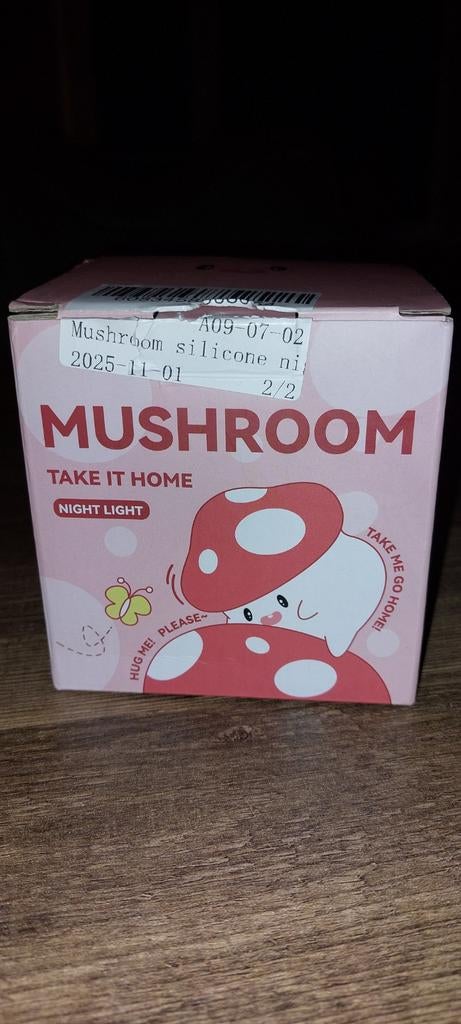 A09-07-02
Mushroom silicone ni
2025-11-01 2/2
MUSHROOM
TAKE IT HOME
NIGHT LIGHT
TAKE ME GO HOME!
HUG ME! PLEASE~